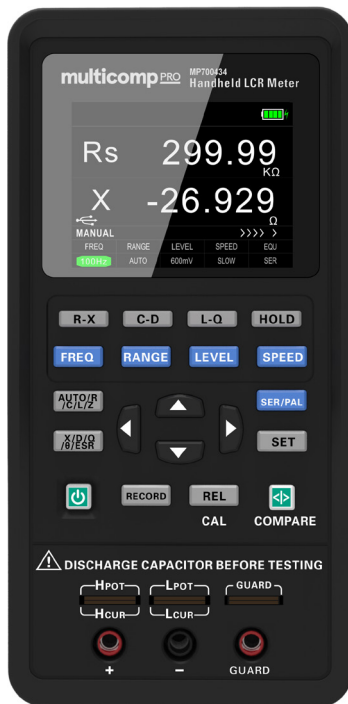 multicomp PRO MP700434
Handheld LCR Meter
Rs 299.99
KΩ
X -26.929
Ω
MANUAL >>>> >
FREQ RANGE LEVEL SPEED EQU
100Hz AUTO 600mV SLOW SER
R-X C-D L-Q HOLD
FREQ RANGE LEVEL SPEED
AUTO/R
/C/L/Z
SER/PAL
X/D/Q
/θ/ESR
SET
RECORD REL
CAL COMPARE
DISCHARGE CAPACITOR BEFORE TESTING
HPOT LPOT GUARD
HCUR LCUR
+ − GUARD